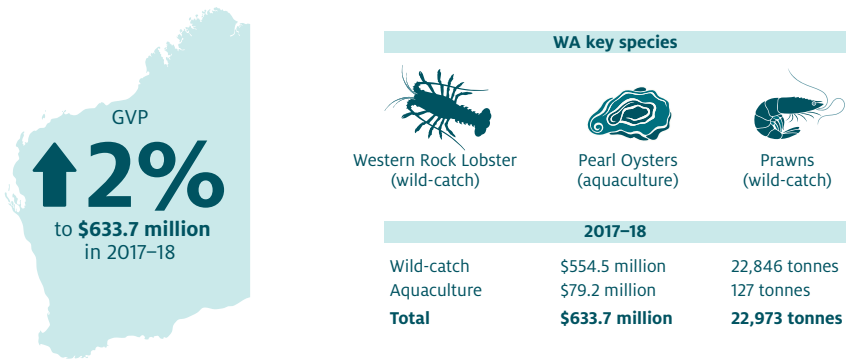 GVP
2%
to $633.7 million
in 2017–18
WA key species
Western Rock Lobster
(wild-catch)
Pearl Oysters
(aquaculture)
Prawns
(wild-catch)
2017–18
Wild-catch $554.5 million 22,846 tonnes
Aquaculture $79.2 million 127 tonnes
Total $633.7 million 22,973 tonnes